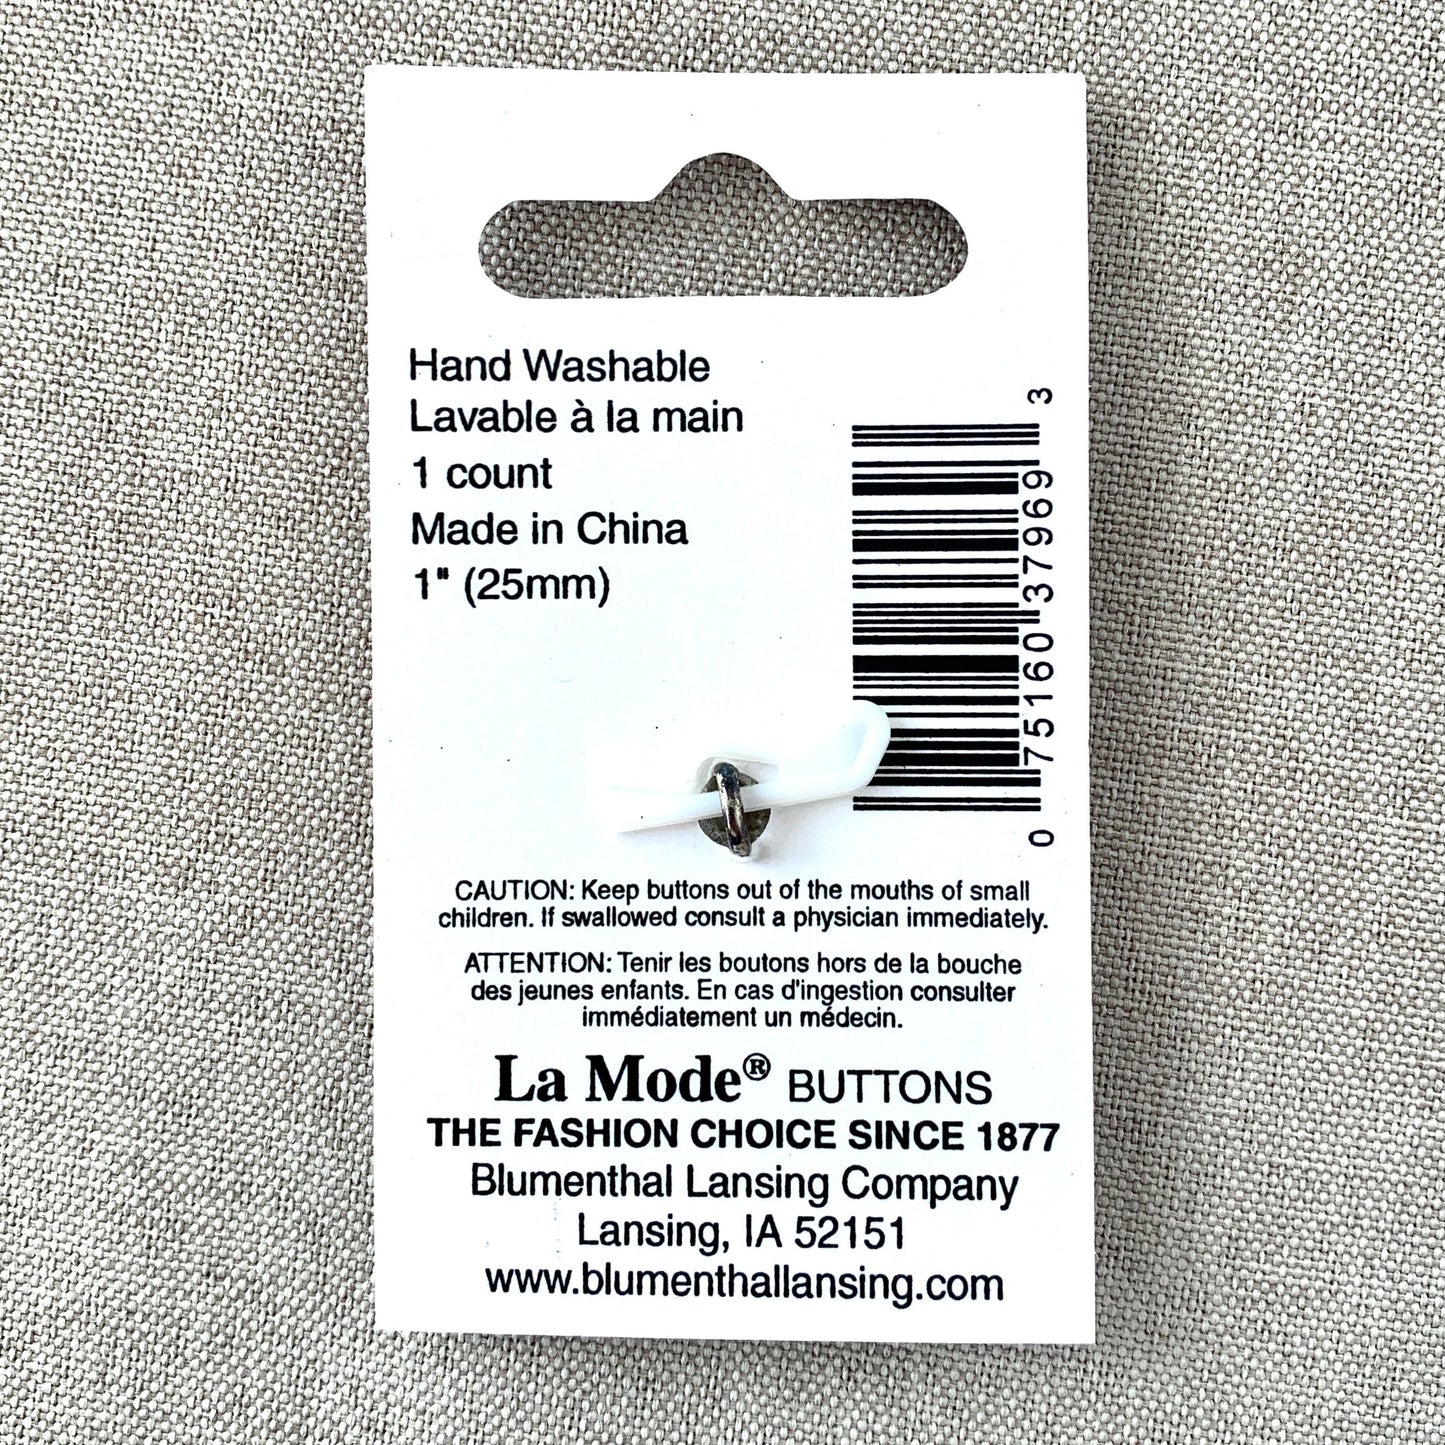 Hand Washable
Lavable à la main
1 count
Made in China
1" (25mm)
0 75160 37969 3
CAUTION: Keep buttons out of the mouths of small
children. If swallowed consult a physician immediately.
ATTENTION: Tenir les boutons hors de la bouche
des jeunes enfants. En cas d'ingestion consulter
immédiatement un médecin.
La Mode® BUTTONS
THE FASHION CHOICE SINCE 1877
Blumenthal Lansing Company
Lansing, IA 52151
www.blumenthallansing.com